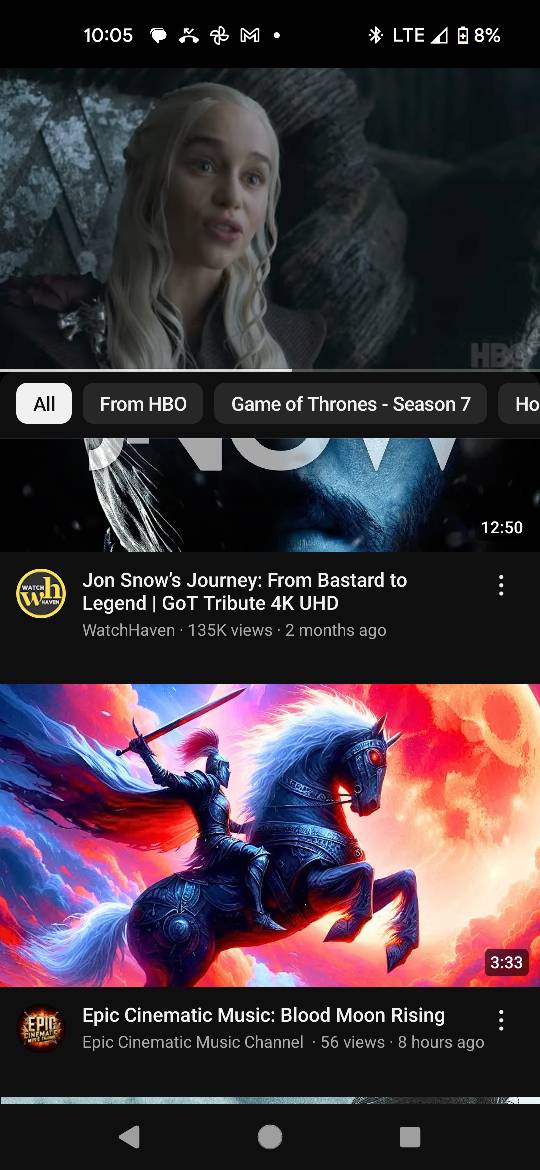 10:05
LTE
8%
HBO
All
From HBO
Game of Thrones - Season 7
Ho
SNOW
12:50
WATCH
wh
HAVEN
Jon Snow’s Journey: From Bastard to
Legend | GoT Tribute 4K UHD
WatchHaven · 135K views · 2 months ago
3:33
EPIC
CINEMATIC
Epic Cinematic Music: Blood Moon Rising
Epic Cinematic Music Channel · 56 views · 8 hours ago